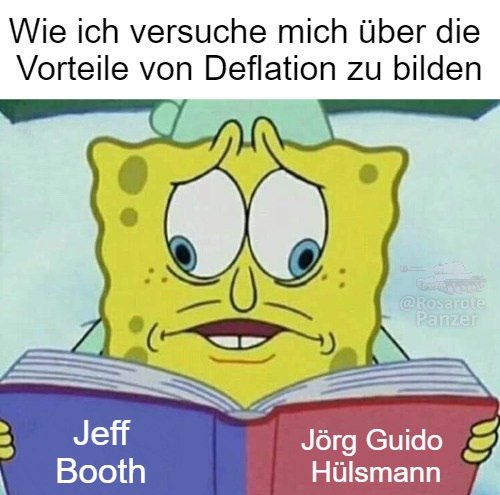 Wie ich versuche mich über die
Vorteile von Deflation zu bilden
@Rosarote
Panzer
Jeff
Booth
Jörg Guido
Hülsmann